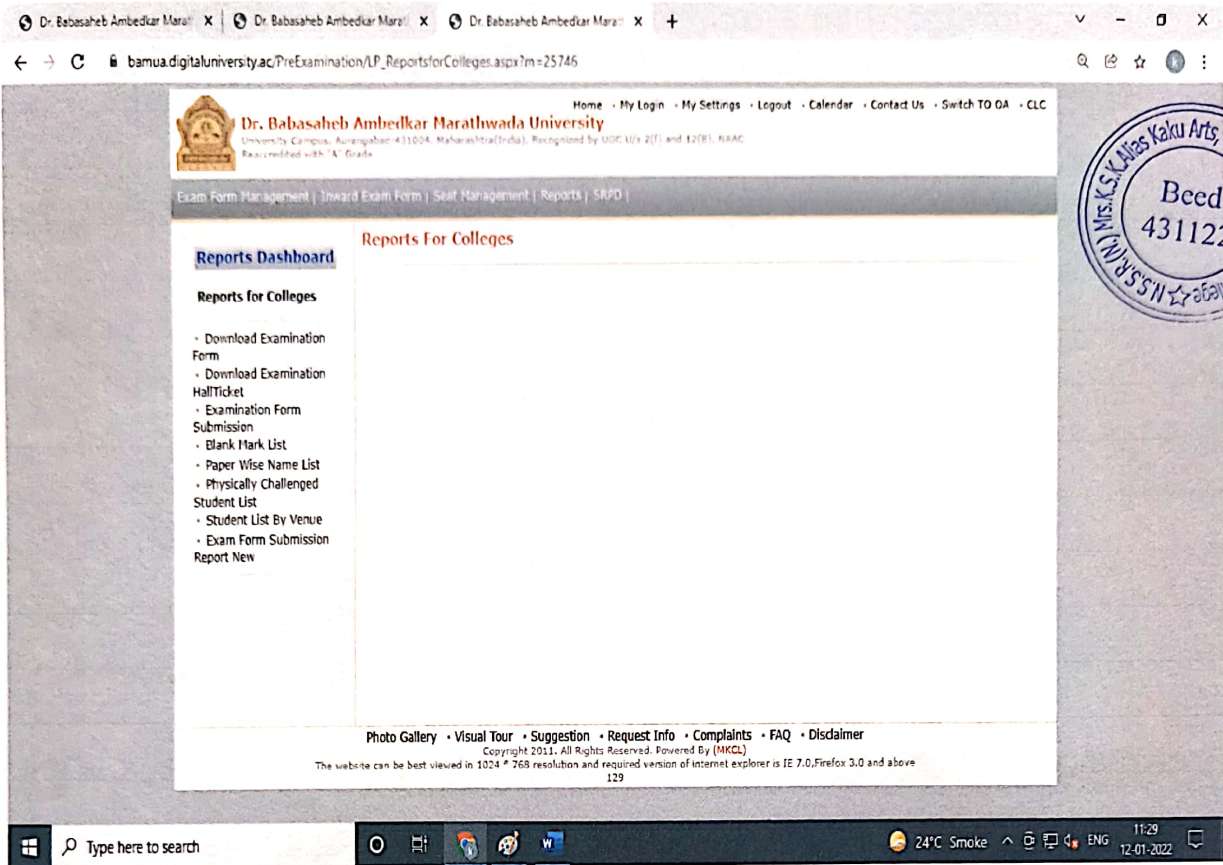 Dr. Babasaheb Ambedkar Marat
Dr. Babasaheb Ambedkar Marat
Dr. Babasaheb Ambedkar Marat
bamua.digitaluniversity.ac/PreExamination/LP_ReportsforColleges.aspx?m=25746
Home · My Login · My Settings · Logout · Calendar · Contact Us · Switch TO OA · CLC
Dr. Babasaheb Ambedkar Marathwada University
University Campus, Aurangabad-431004, Maharashtra(India), Recognized by UGC U/s 2(f) and 12(B), NAAC
Reaccredited with "A" Grade
Exam Form Management | Inward Exam Form | Seat Management | Reports | SRPD |
Mrs.K.S.K.Alias Kaku Arts,
N.S.S.R.(N.)
Beed
431122
Reports For Colleges
Reports Dashboard
Reports for Colleges
· Download Examination
Form
· Download Examination
HallTicket
· Examination Form
Submission
· Blank Mark List
· Paper Wise Name List
· Physically Challenged
Student List
· Student List By Venue
· Exam Form Submission
Report New
Photo Gallery · Visual Tour · Suggestion · Request Info · Complaints · FAQ · Disclaimer
Copyright 2011. All Rights Reserved. Powered By (MKCL)
The website can be best viewed in 1024 * 768 resolution and required version of internet explorer is IE 7.0,Firefox 3.0 and above
129
Type here to search
24°C Smoke
ENG
11:29
12-01-2022